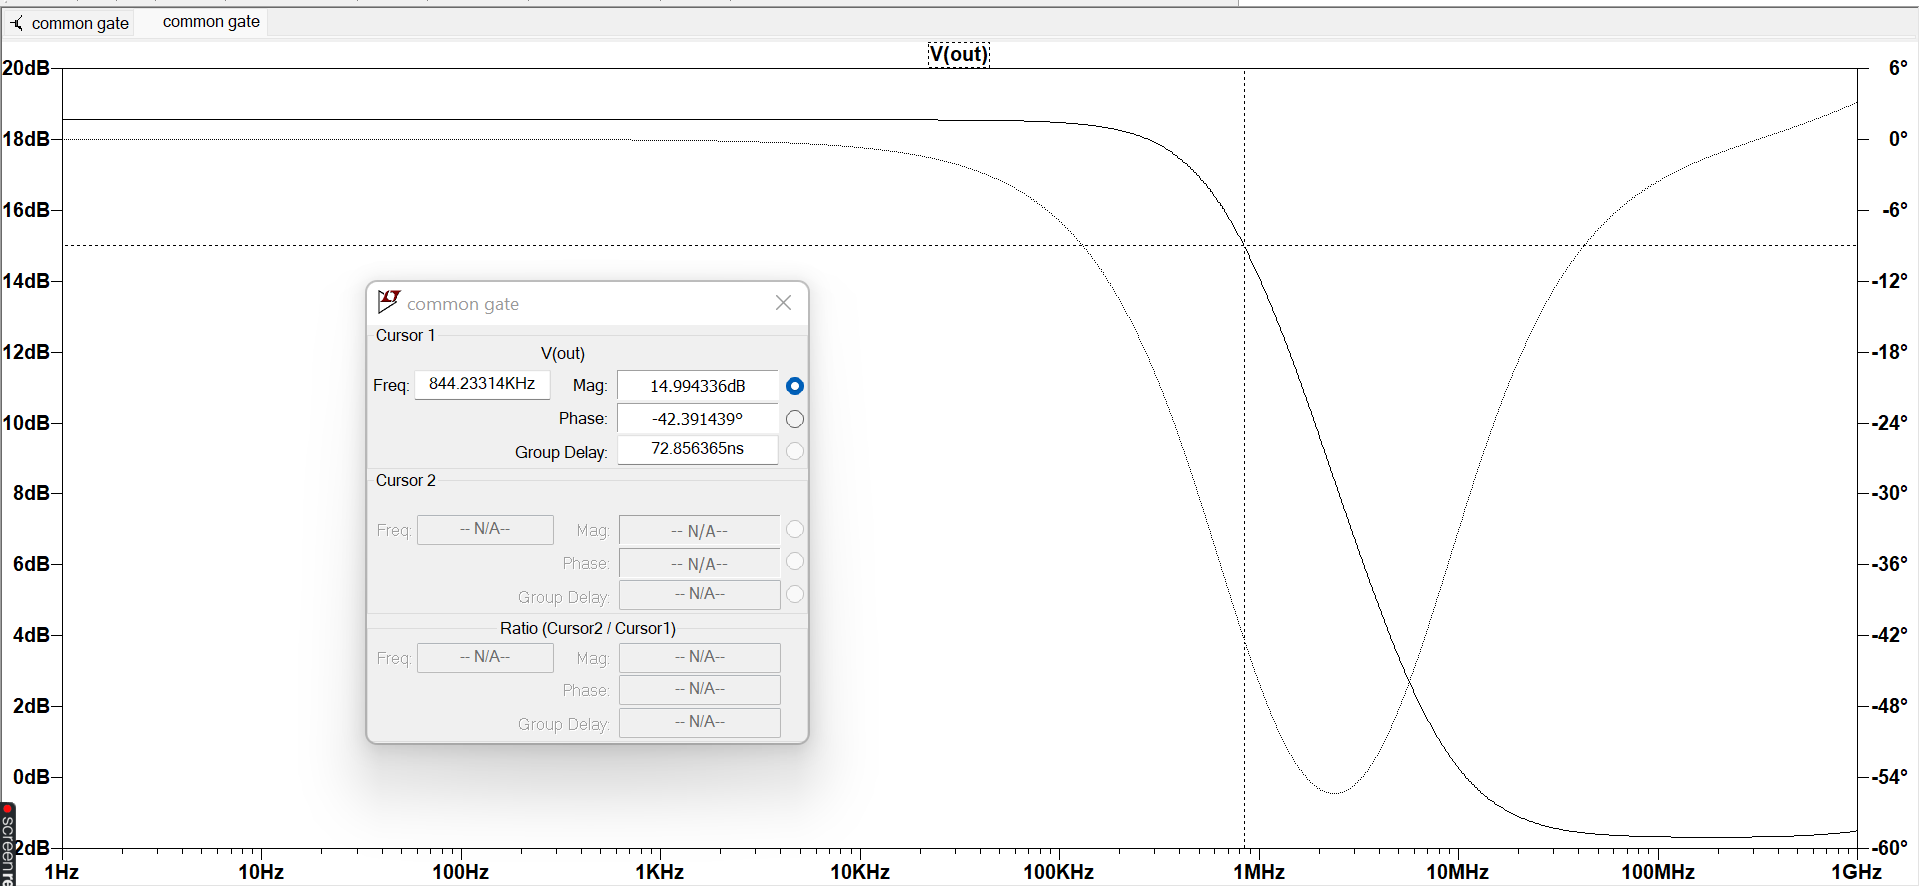 common gate
common gate
V(out)
20dB
18dB
16dB
14dB
12dB
10dB
8dB
6dB
4dB
2dB
0dB
2dB
6°
0°
-6°
-12°
-18°
-24°
-30°
-36°
-42°
-48°
-54°
-60°
1Hz
10Hz
100Hz
1KHz
10KHz
100KHz
1MHz
10MHz
100MHz
1GHz
common gate
Cursor 1
V(out)
Freq: 844.23314KHz Mag: 14.994336dB
Phase: -42.391439°
Group Delay: 72.856365ns
Cursor 2
Freq: -- N/A-- Mag: -- N/A--
Phase: -- N/A--
Group Delay: -- N/A--
Ratio (Cursor2 / Cursor1)
Freq: -- N/A-- Mag: -- N/A--
Phase: -- N/A--
Group Delay: -- N/A--